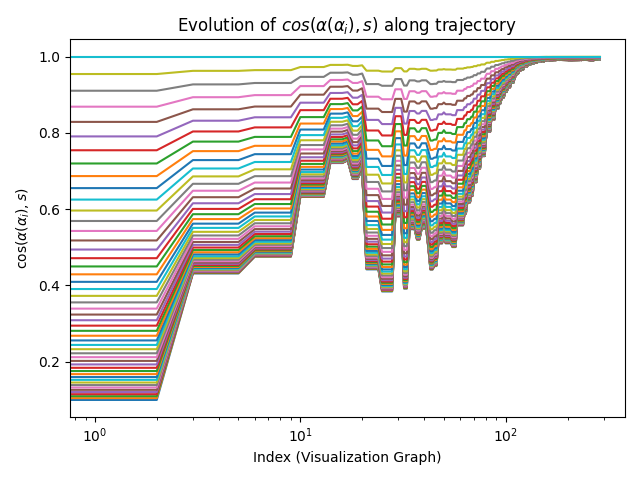 Evolution of cos(α(αᵢ), s) along trajectory
cos(α(αᵢ), s)
1.0
0.8
0.6
0.4
0.2
10⁰ 10¹ 10²
Index (Visualization Graph)